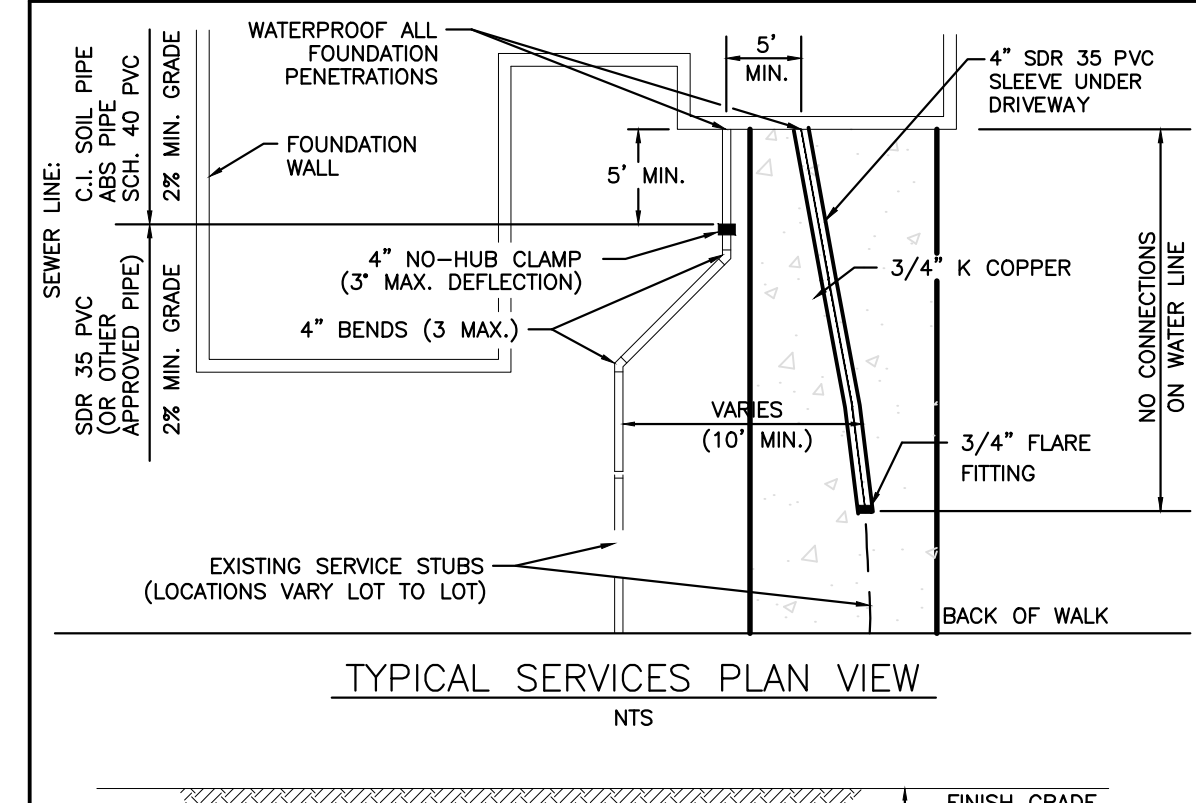 WATERPROOF ALL
FOUNDATION
PENETRATIONS
5'
MIN.
4" SDR 35 PVC
SLEEVE UNDER
DRIVEWAY
SEWER LINE:
C.I. SOIL PIPE
ABS PIPE
SCH. 40 PVC
2% MIN. GRADE
FOUNDATION
WALL
5' MIN.
SDR 35 PVC
(OR OTHER
APPROVED PIPE)
2% MIN. GRADE
4" NO-HUB CLAMP
(3° MAX. DEFLECTION)
3/4" K COPPER
4" BENDS (3 MAX.)
NO CONNECTIONS
ON WATER LINE
VARIES
(10' MIN.)
3/4" FLARE
FITTING
EXISTING SERVICE STUBS
(LOCATIONS VARY LOT TO LOT)
BACK OF WALK
TYPICAL SERVICES PLAN VIEW
NTS
FINISH GRADE